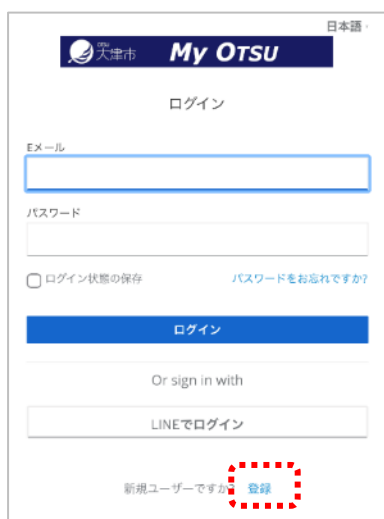 日本語
OTSU
大津市 My OTSU
ログイン
Eメール
パスワード
ログイン状態の保存 パスワードをお忘れですか?
ログイン
Or sign in with
LINEでログイン
新規ユーザーですか? 登録